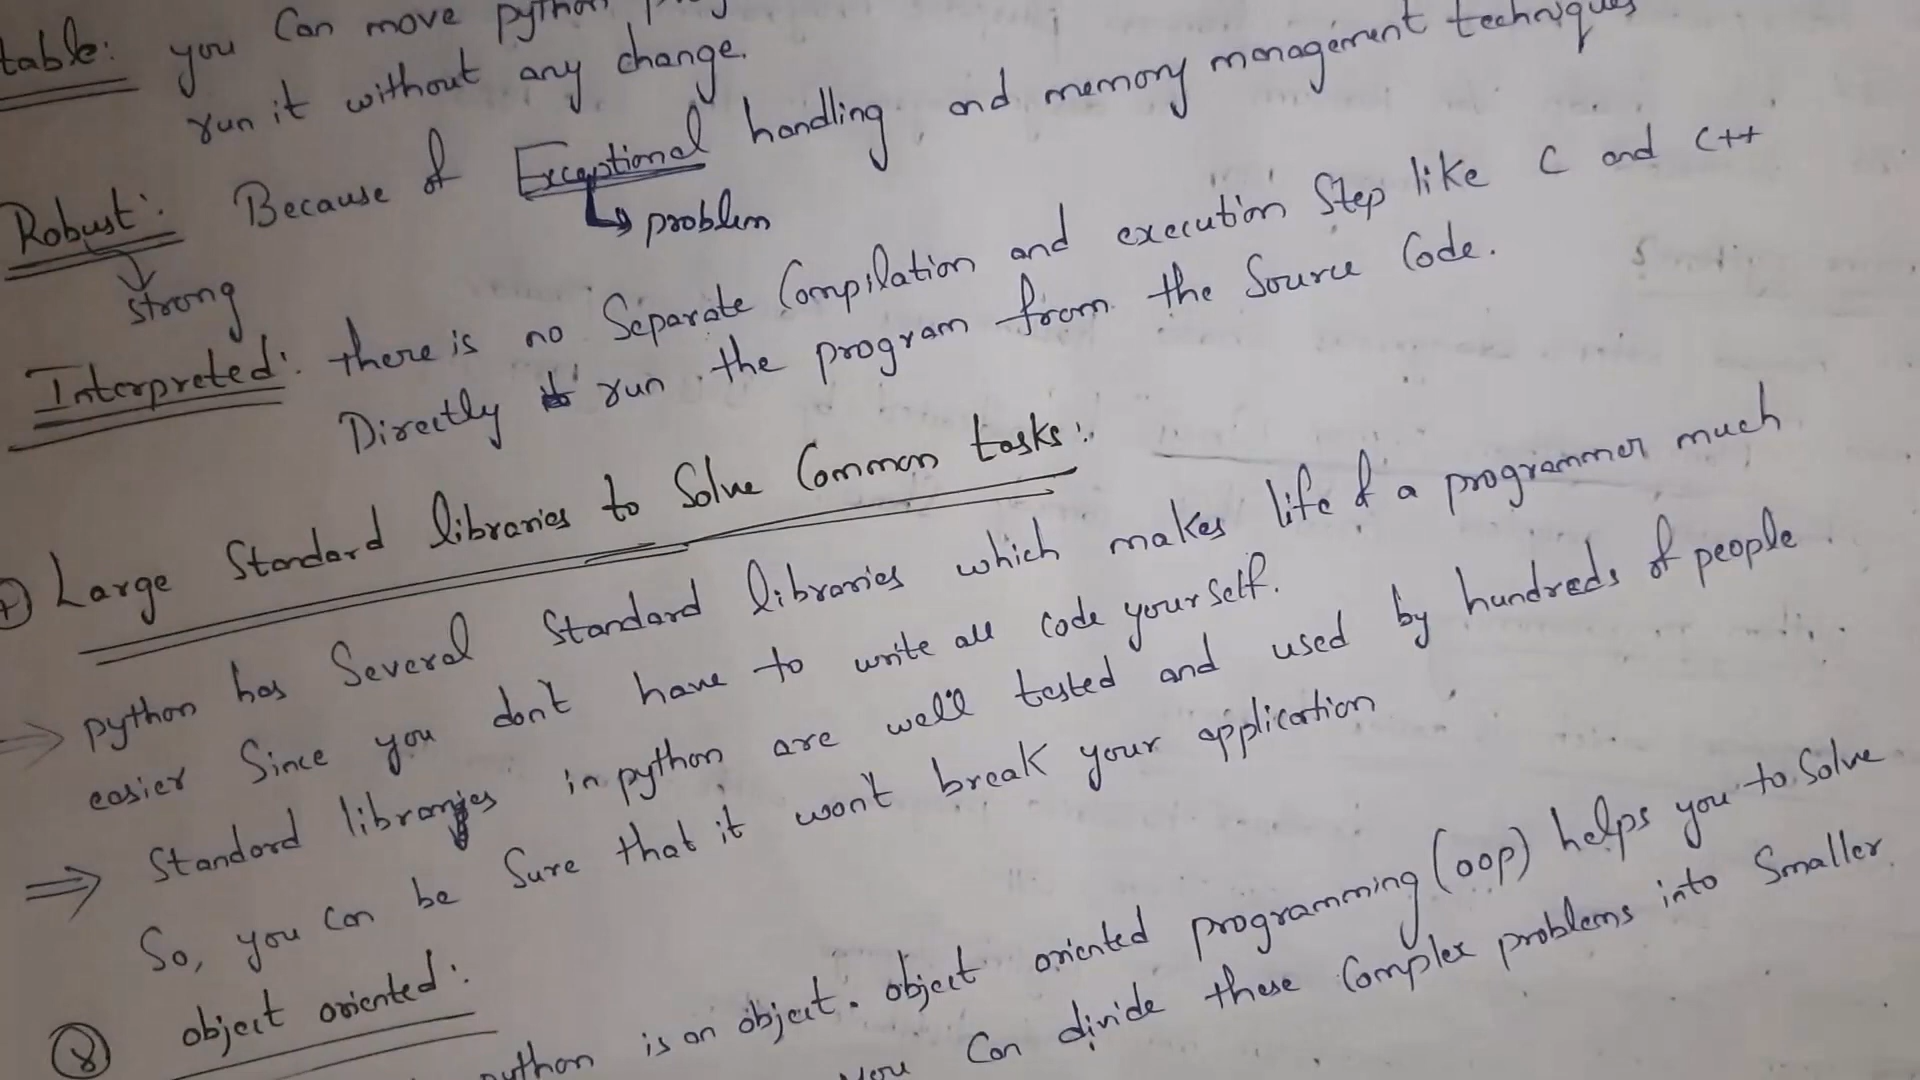 table: you Can move python
run it without any change.
Robust: Because of Exceptional handling and memory management techniques
problem
strong
Interpreted: there is no Separate Compilation and execution Step like C and C++
Directly run the program from the Source Code.
Large Standard libraries to Solve Common tasks:
⇒ python has Several Standard libraries which makes life of a programmer much
easier Since you don't have to write all code yourself.
⇒ Standard libraries in python are well tested and used by hundreds of people
So, you can be Sure that it won't break your application
⑧ object oriented:
python is an object. object oriented programming (OOP) helps you to Solve
you Can divide these Complex problems into Smaller